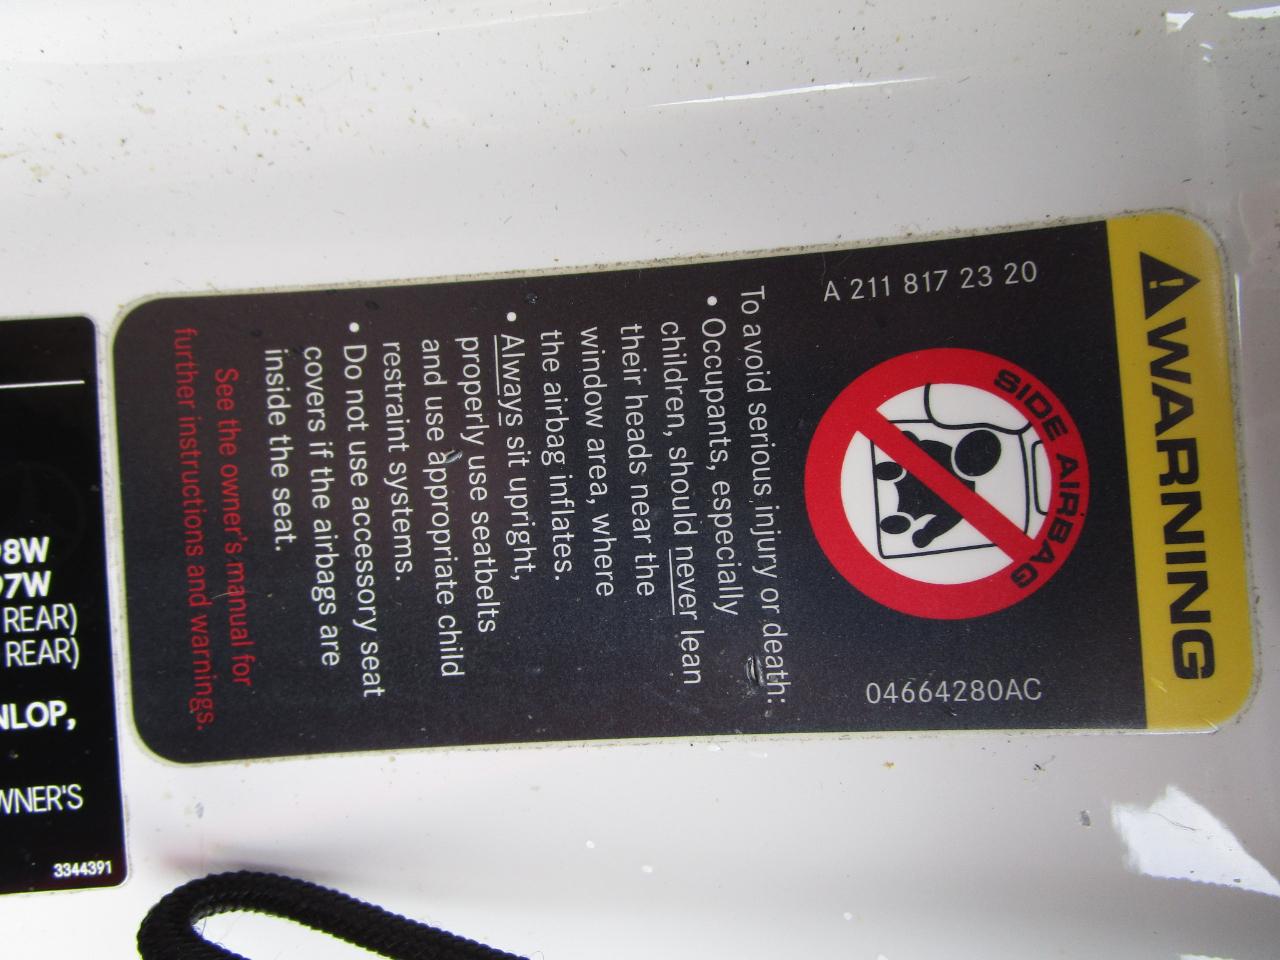 WARNING
SIDE AIRBAG
A 211 817 23 20
04664280AC
To avoid serious injury or death:
• Occupants, especially
children, should never lean
their heads near the
window area, where
the airbag inflates.
• Always sit upright,
properly use seatbelts
and use appropriate child
restraint systems.
• Do not use accessory seat
covers if the airbags are
inside the seat.
See the owner's manual for
further instructions and warnings.
98W
97W
REAR)
REAR)
NLOP,
WNER'S
3344391